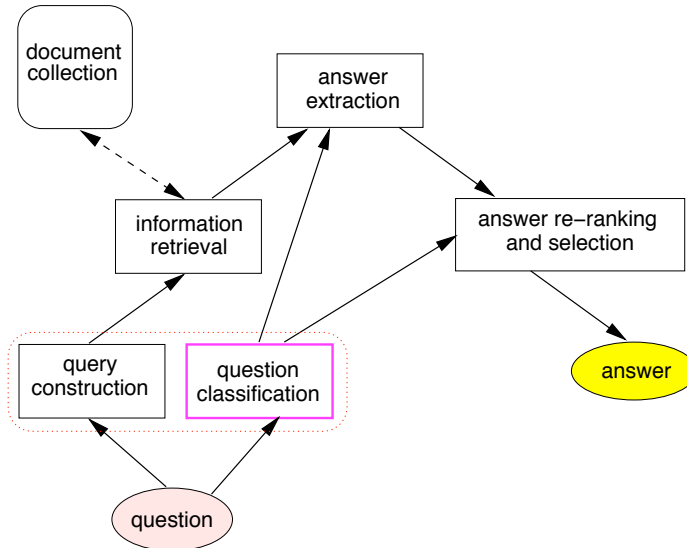 document
collection
answer
extraction
information
retrieval
answer re−ranking
and selection
query
construction
question
classification
answer
question